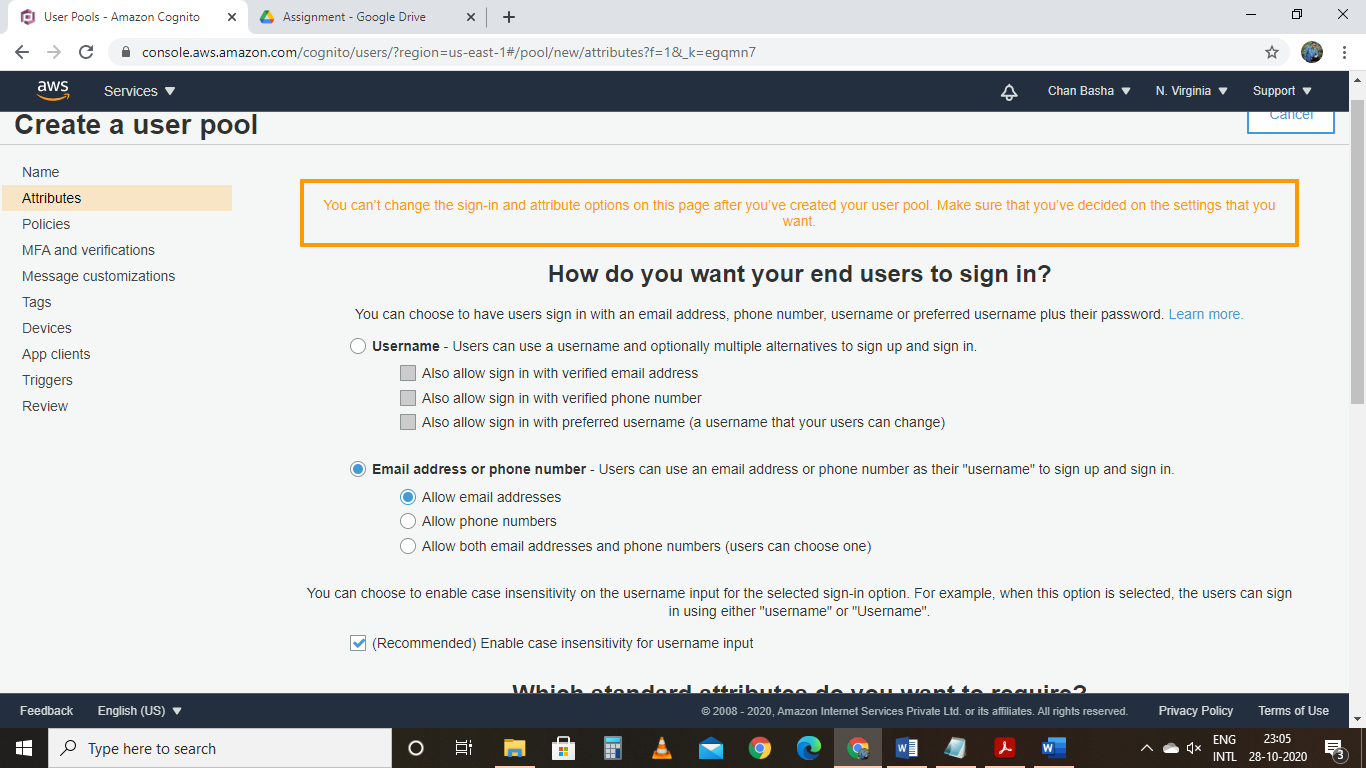 User Pools - Amazon Cognito
Assignment - Google Drive
console.aws.amazon.com/cognito/users/?region=us-east-1#/pool/new/attributes?f=1&_k=egqmn7
aws
Services
Chan Basha
N. Virginia
Support
Create a user pool
Cancel
Name
Attributes
Policies
MFA and verifications
Message customizations
Tags
Devices
App clients
Triggers
Review
You can’t change the sign-in and attribute options on this page after you’ve created your user pool. Make sure that you’ve decided on the settings that you
want.
How do you want your end users to sign in?
You can choose to have users sign in with an email address, phone number, username or preferred username plus their password. Learn more.
Username - Users can use a username and optionally multiple alternatives to sign up and sign in.
Also allow sign in with verified email address
Also allow sign in with verified phone number
Also allow sign in with preferred username (a username that your users can change)
Email address or phone number - Users can use an email address or phone number as their "username" to sign up and sign in.
Allow email addresses
Allow phone numbers
Allow both email addresses and phone numbers (users can choose one)
You can choose to enable case insensitivity on the username input for the selected sign-in option. For example, when this option is selected, the users can sign
in using either "username" or "Username".
(Recommended) Enable case insensitivity for username input
Which standard attributes do you want to require?
Feedback
English (US)
© 2008 - 2020, Amazon Internet Services Private Ltd. or its affiliates. All rights reserved.
Privacy Policy
Terms of Use
Type here to search
ENG
INTL
23:05
28-10-2020
3